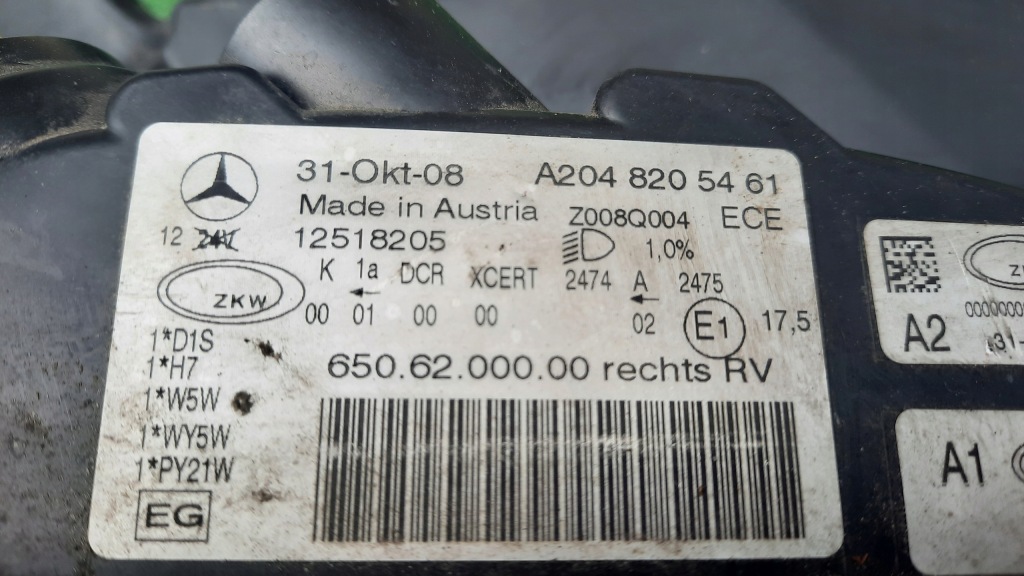 31-Okt-08 A204 820 54 61
Made in Austria Z008Q004 ECE
12 24V 12518205 1,0%
K 1a DCR XCERT 2474 A 2475
ZKW
00 01 00 00 02 E1 17,5
1*D1S
1*H7
650.62.000.00 rechts RV
1*W5W
1*WY5W
1*PY21W
EG
A2
A1